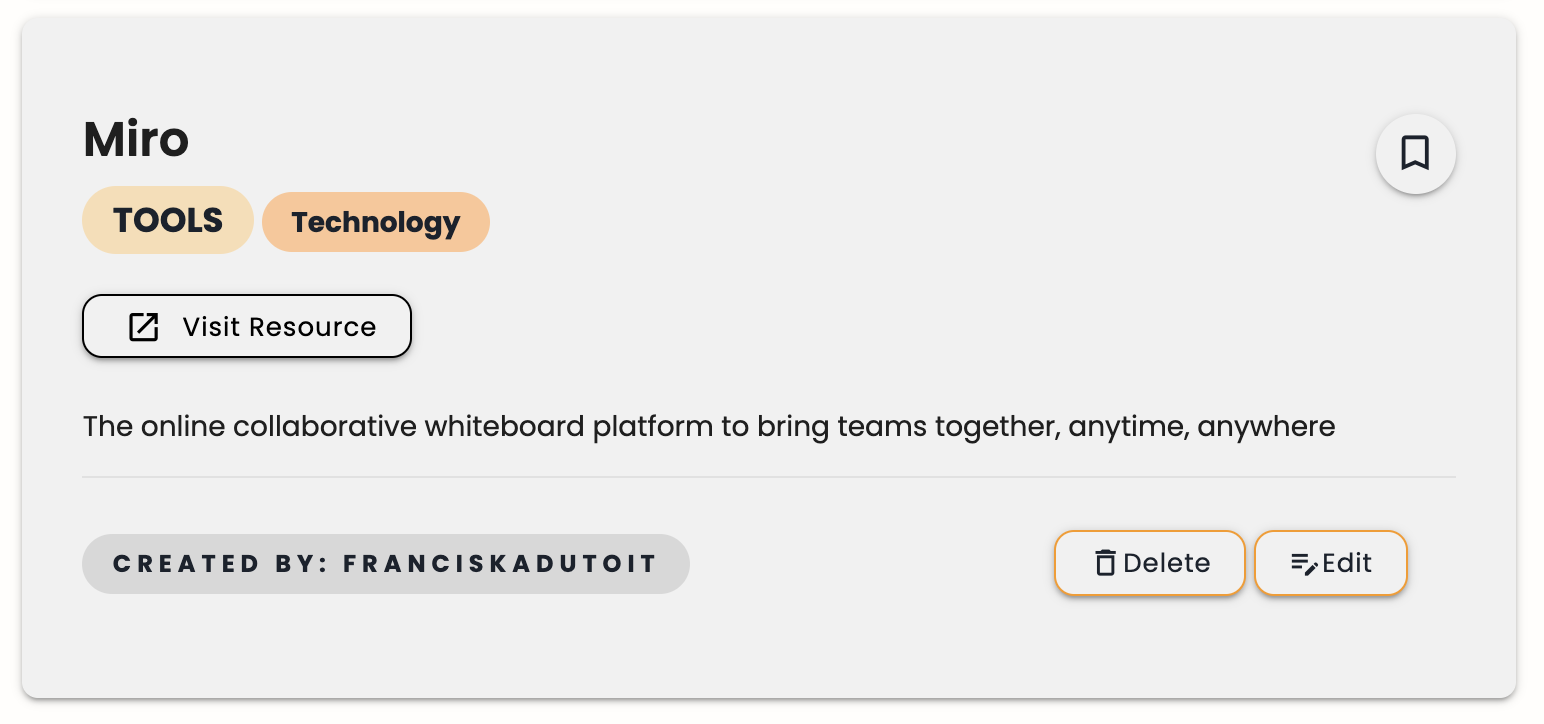 Miro
TOOLS Technology
Visit Resource
The online collaborative whiteboard platform to bring teams together, anytime, anywhere
CREATED BY: FRANCISKADUTOIT Delete Edit